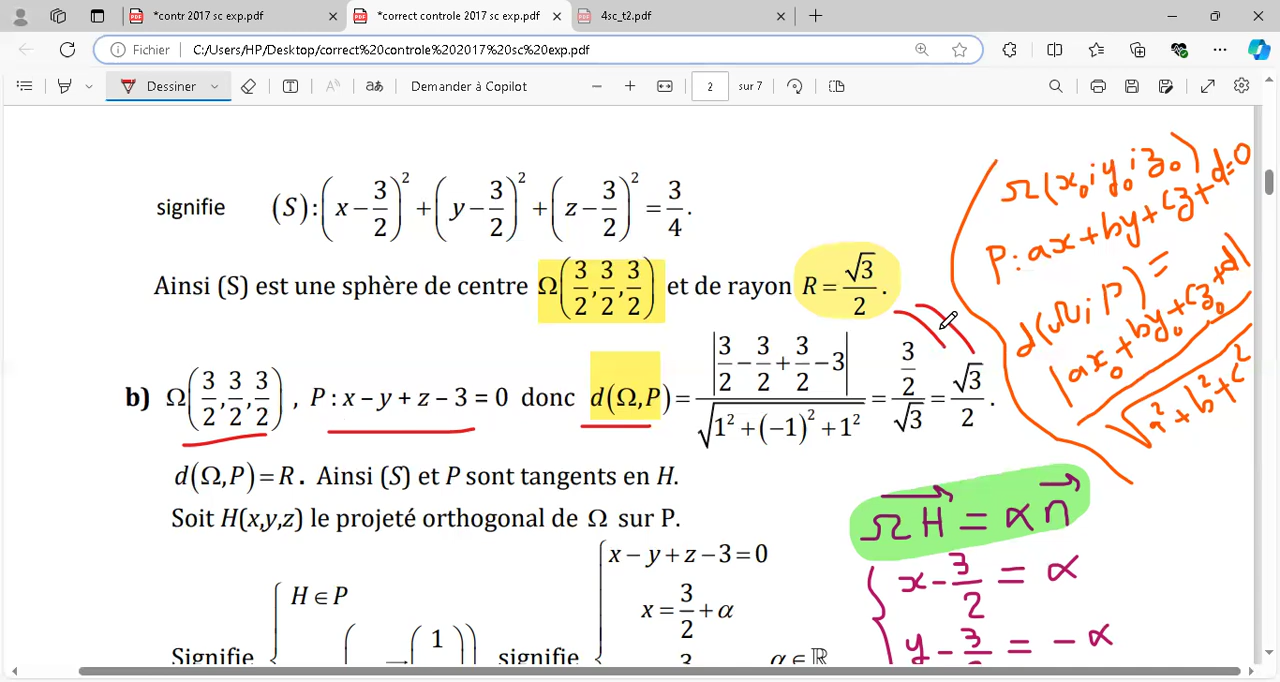 *contr 2017 sc exp.pdf
*correct controle 2017 sc exp.pdf
4sc_t2.pdf
Fichier C:/Users/HP/Desktop/correct%20controle%202017%20sc%20exp.pdf
Dessiner
aあ
Demander à Copilot
2 sur 7
signifie (S): (x − 3/2)² + (y − 3/2)² + (z − 3/2)² = 3/4.
Ainsi (S) est une sphère de centre Ω(3/2, 3/2, 3/2) et de rayon R = √3/2.
b) Ω(3/2, 3/2, 3/2), P : x − y + z − 3 = 0 donc d(Ω, P) = |3/2 − 3/2 + 3/2 − 3| / √(1² + (−1)² + 1²) = (3/2)/√3 = √3/2.
d(Ω, P) = R. Ainsi (S) et P sont tangents en H.
Soit H(x,y,z) le projeté orthogonal de Ω sur P.
Signifie { H ∈ P
(1
signifie { x − y + z − 3 = 0
x = 3/2 + α
3
α ∈ ℝ
Ω(x₀; y₀; z₀)
P: ax + by + cz + d = 0
d(Ω; P) =
|ax₀ + by₀ + cz₀ + d|
√(a² + b² + c²)
ΩH = α n
x − 3/2 = α
y − 3/2 = −α